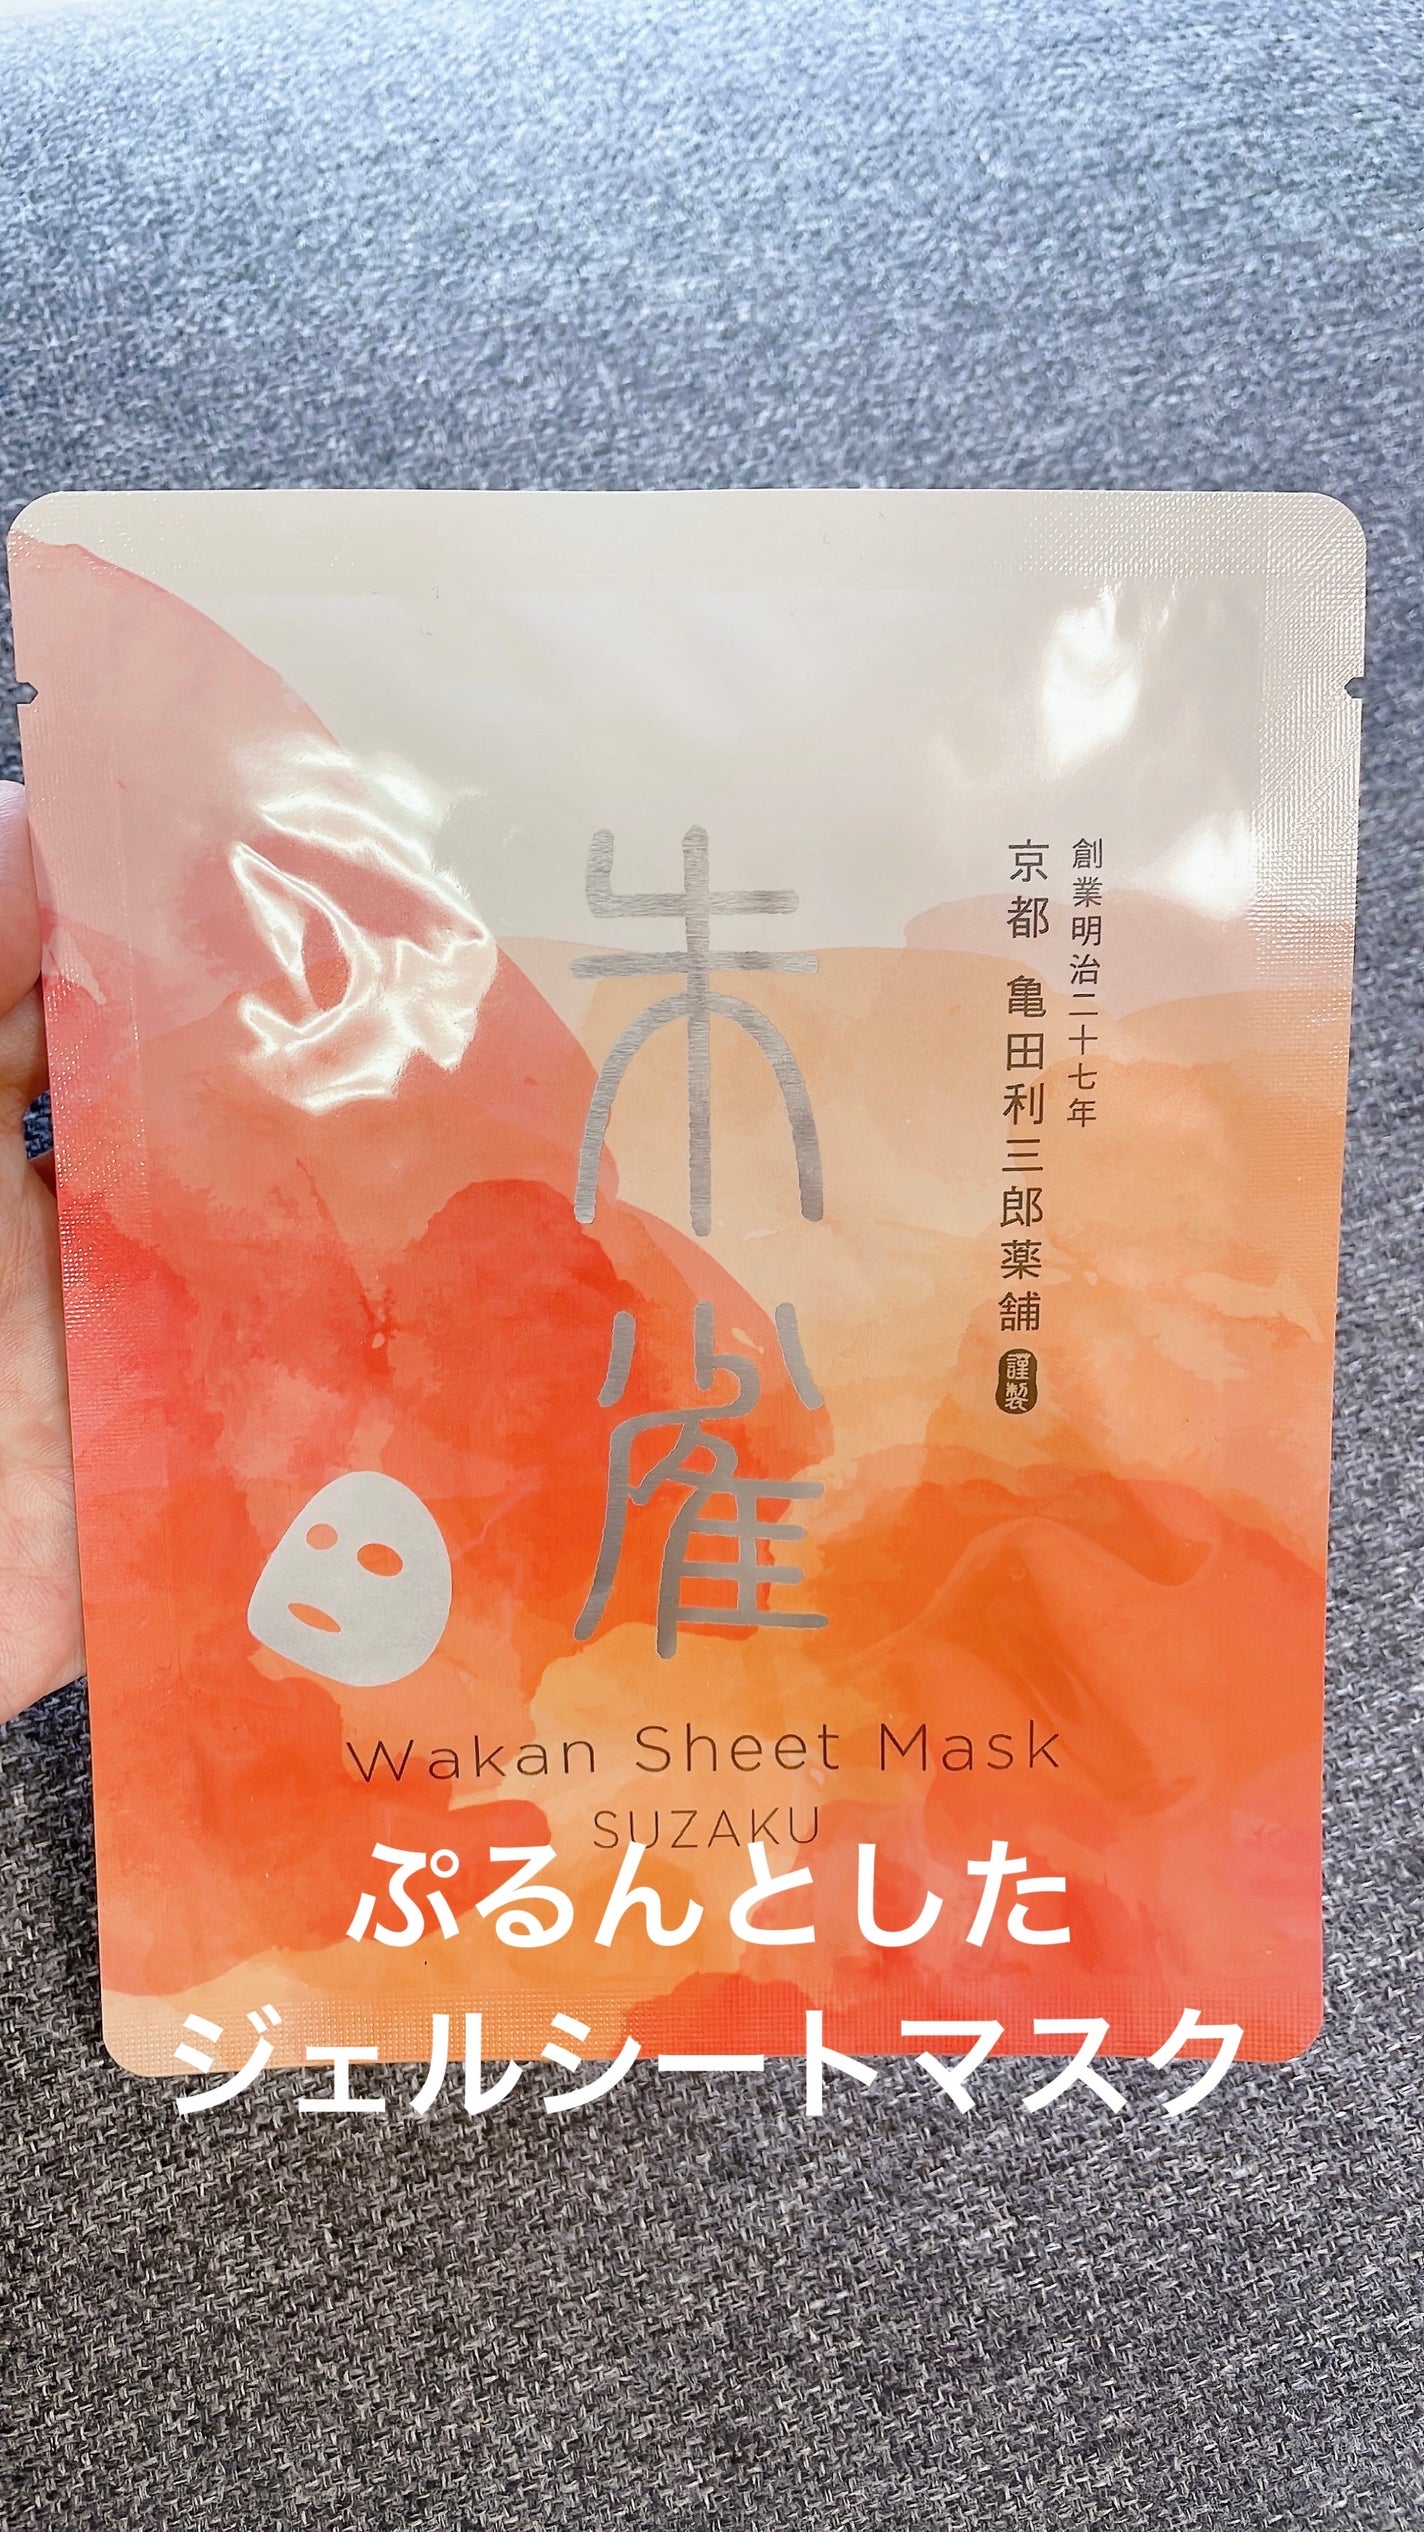 創業明治二十七年
京都 亀田利三郎薬舗
謹製
朱雀
Wakan Sheet Mask
SUZAKU
ぷるんとした
ジェルシートマスク